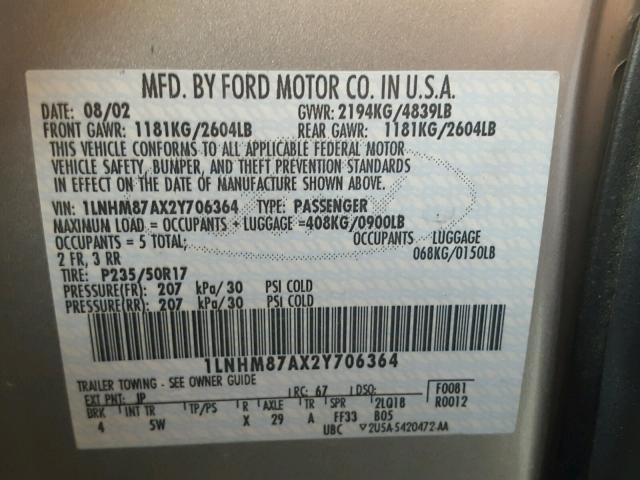 MFD. BY FORD MOTOR CO. IN U.S.A.
DATE: 08/02 GVWR: 2194KG/4839LB
FRONT GAWR: 1181KG/2604LB REAR GAWR: 1181KG/2604LB
THIS VEHICLE CONFORMS TO ALL APPLICABLE FEDERAL MOTOR
VEHICLE SAFETY, BUMPER, AND THEFT PREVENTION STANDARDS
IN EFFECT ON THE DATE OF MANUFACTURE SHOWN ABOVE.
VIN: 1LNHM87AX2Y706364 TYPE: PASSENGER
MAXIMUM LOAD = OCCUPANTS + LUGGAGE =408KG/0900LB
OCCUPANTS = 5 TOTAL; OCCUPANTS LUGGAGE
2 FR, 3 RR 068KG/0150LB
TIRE: P235/50R17
PRESSURE(FR): 207 kPa/ 30 PSI COLD
PRESSURE(RR): 207 kPa/ 30 PSI COLD
1LNHM87AX2Y706364
TRAILER TOWING - SEE OWNER GUIDE
EXT PNT: JP RC: 67 DSO: F0081
BRK INT TR TP/PS R AXLE TR SPR 2LQ18 R0012
4 5W X 29 A FF33 B05
UBC ▽2U5A-5420472-AA